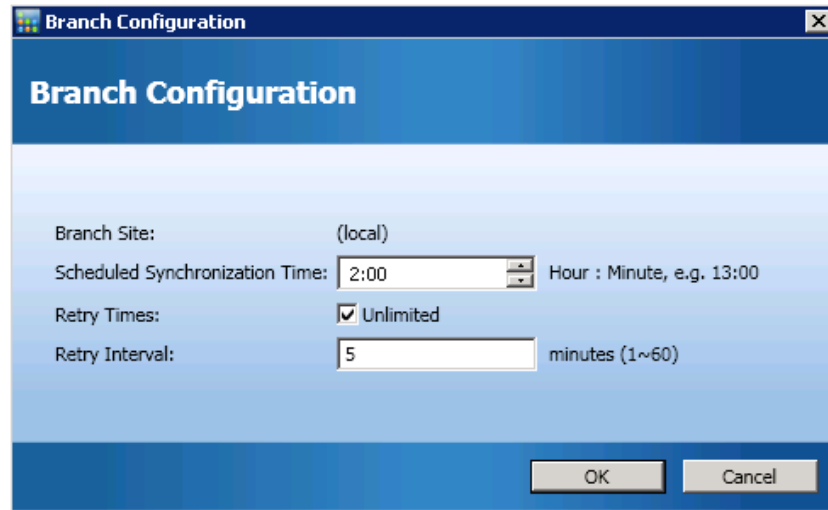 Branch Configuration
Branch Configuration
Branch Site: (local)
Scheduled Synchronization Time: 2:00 Hour : Minute, e.g. 13:00
Retry Times: Unlimited
Retry Interval: 5 minutes (1~60)
OK Cancel